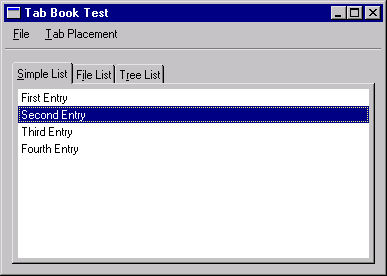 Tab Book Test
File Tab Placement
Simple List File List Tree List
First Entry
Second Entry
Third Entry
Fourth Entry